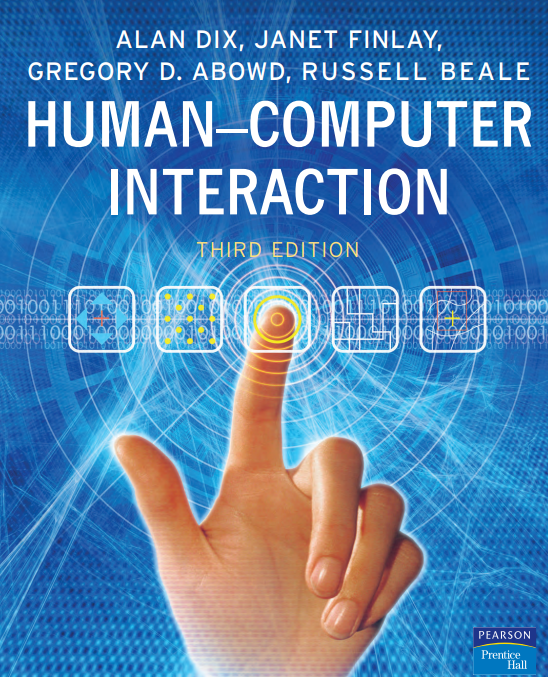 ALAN DIX, JANET FINLAY,
GREGORY D. ABOWD, RUSSELL BEALE
HUMAN–COMPUTER
INTERACTION
THIRD EDITION
PEARSON
Prentice
Hall